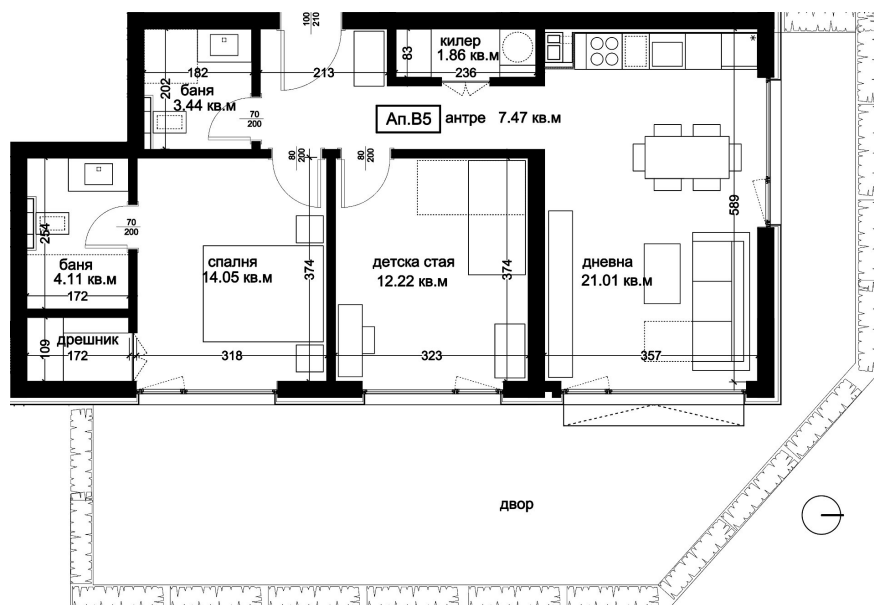 100
210
килер
1.86 кв.м
83
236
182
213
202
баня
3.44 кв.м
70
200
Ап.В5
антре 7.47 кв.м
80
200
80
200
589
254
70
200
баня
4.11 кв.м
172
спалня
14.05 кв.м
374
детска стая
12.22 кв.м
374
дневна
21.01 кв.м
109
дрешник
172
318
323
357
двор